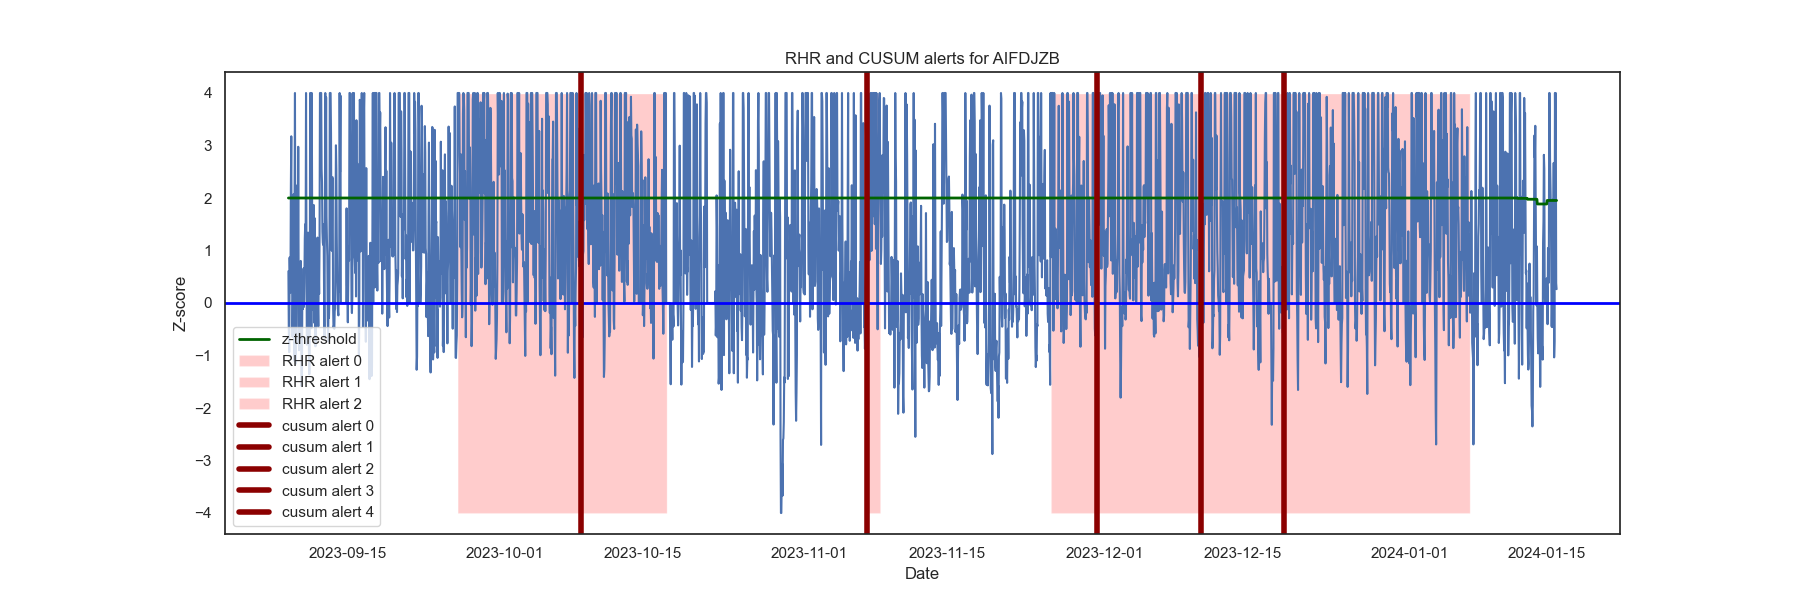 RHR and CUSUM alerts for AIFDJZB
Z-score
4
3
2
1
0
−1
−2
−3
−4
z-threshold
RHR alert 0
RHR alert 1
RHR alert 2
cusum alert 0
cusum alert 1
cusum alert 2
cusum alert 3
cusum alert 4
2023-09-15 2023-10-01 2023-10-15 2023-11-01 2023-11-15 2023-12-01 2023-12-15 2024-01-01 2024-01-15
Date